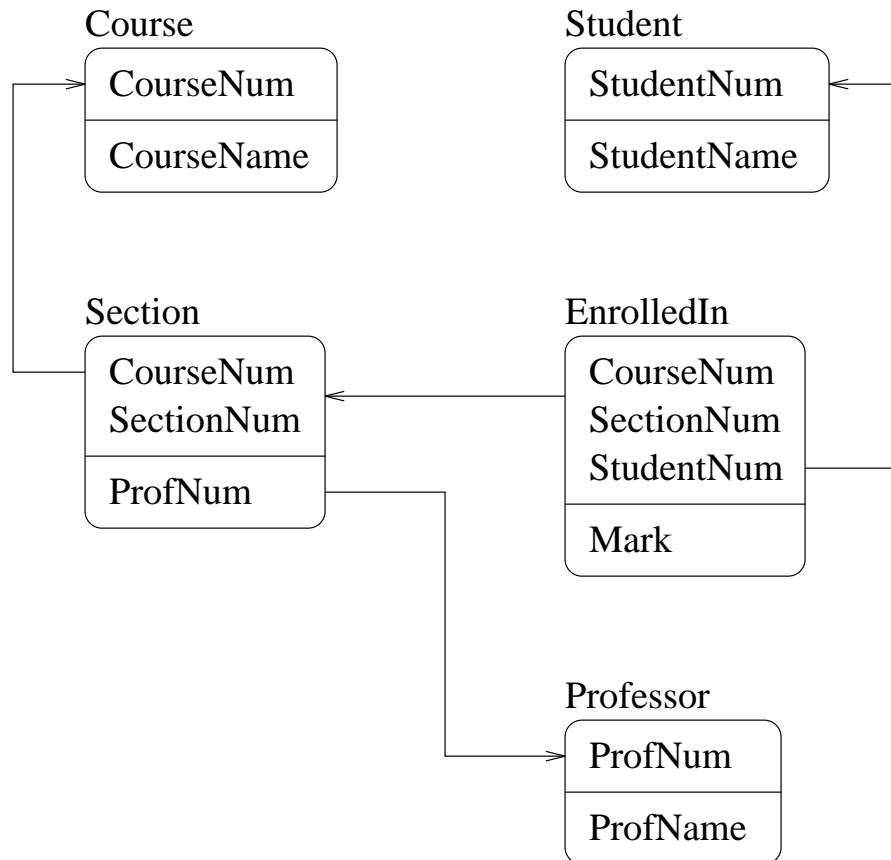 Course
CourseNum
CourseName
Student
StudentNum
StudentName
Section
CourseNum
SectionNum
ProfNum
EnrolledIn
CourseNum
SectionNum
StudentNum
Mark
Professor
ProfNum
ProfName